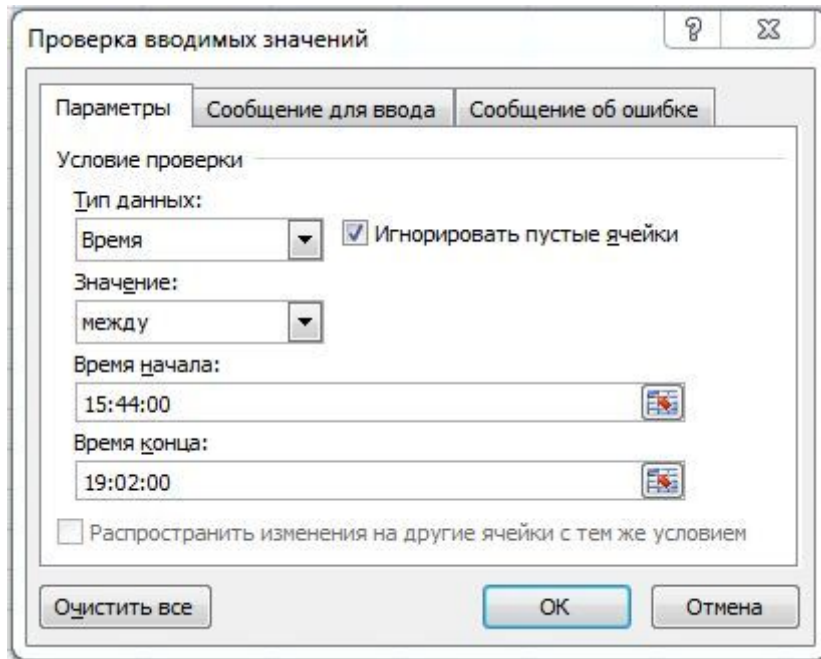 Проверка вводимых значений
Параметры Сообщение для ввода Сообщение об ошибке
Условие проверки
Тип данных:
Время Игнорировать пустые ячейки
Значение:
между
Время начала:
15:44:00
Время конца:
19:02:00
Распространить изменения на другие ячейки с тем же условием
Очистить все ОК Отмена